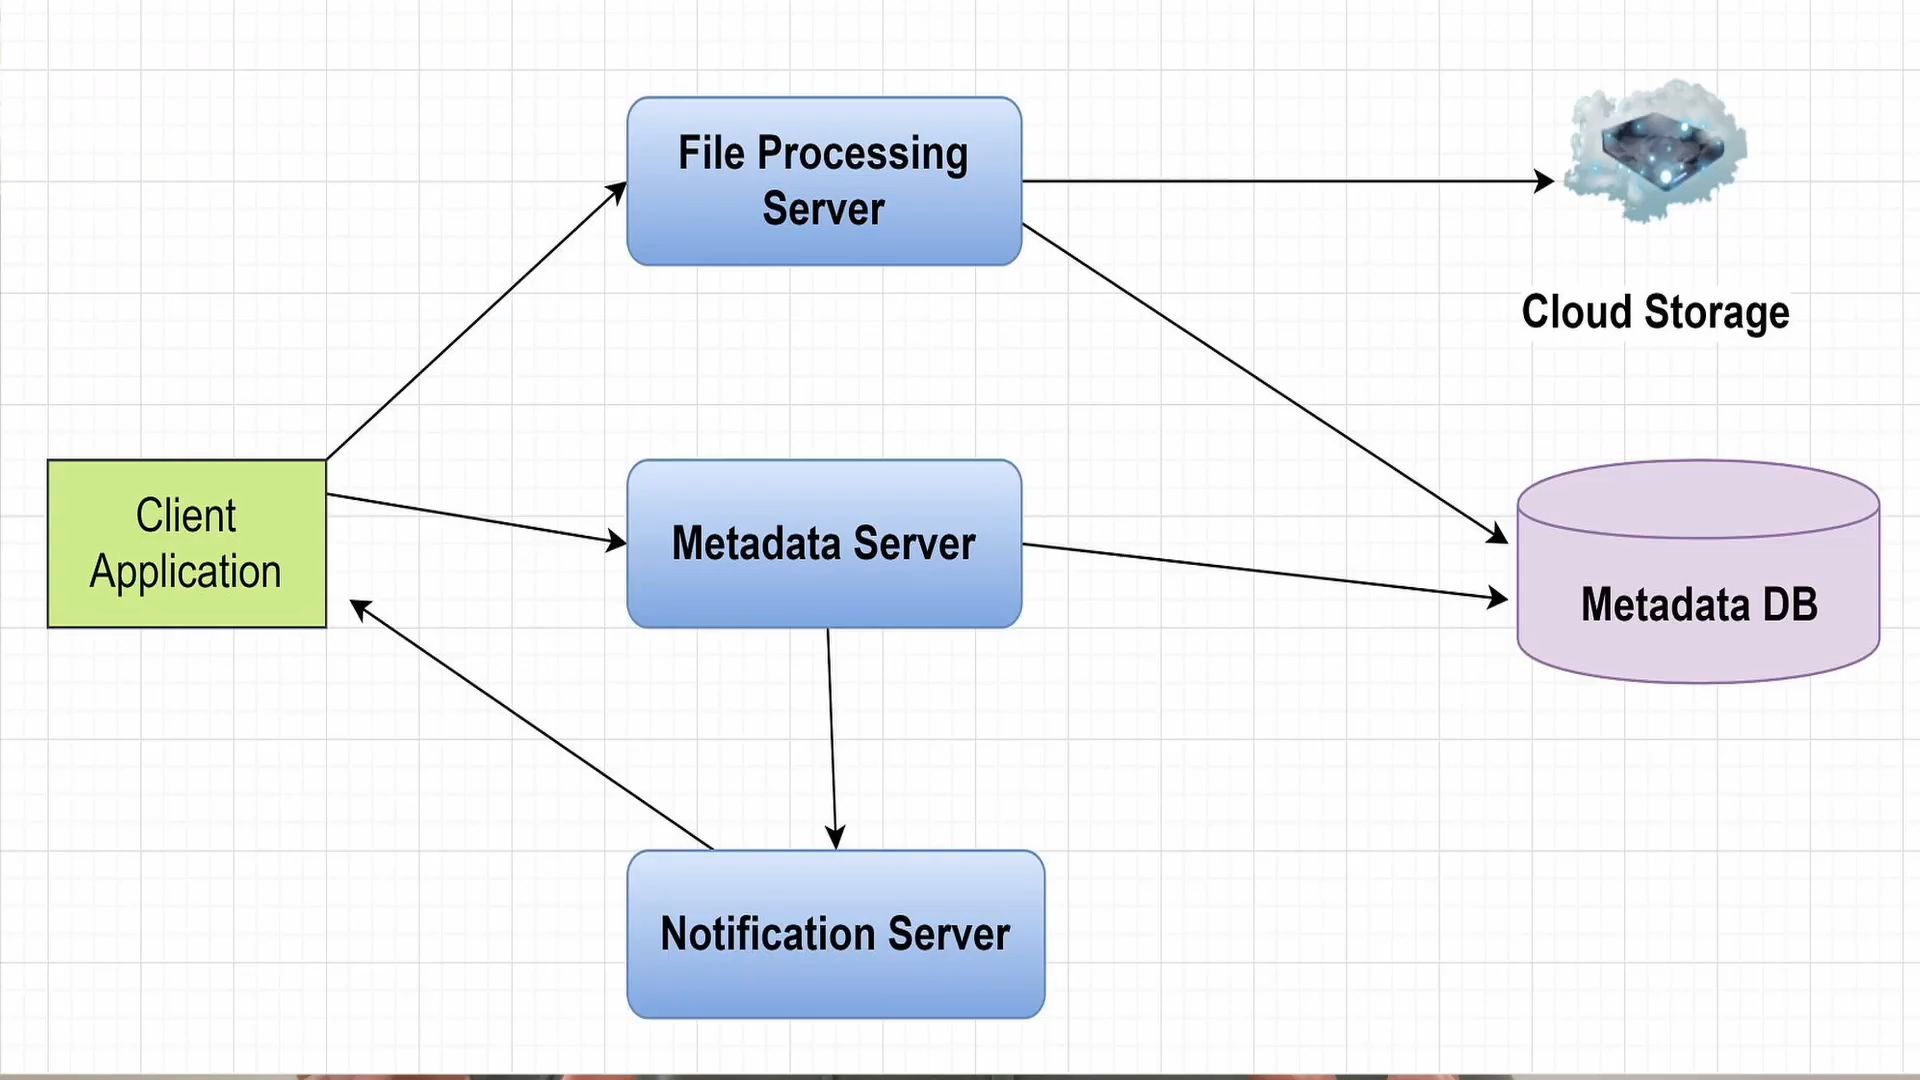 File Processing
Server
Cloud Storage
Client
Application
Metadata Server
Metadata DB
Notification Server